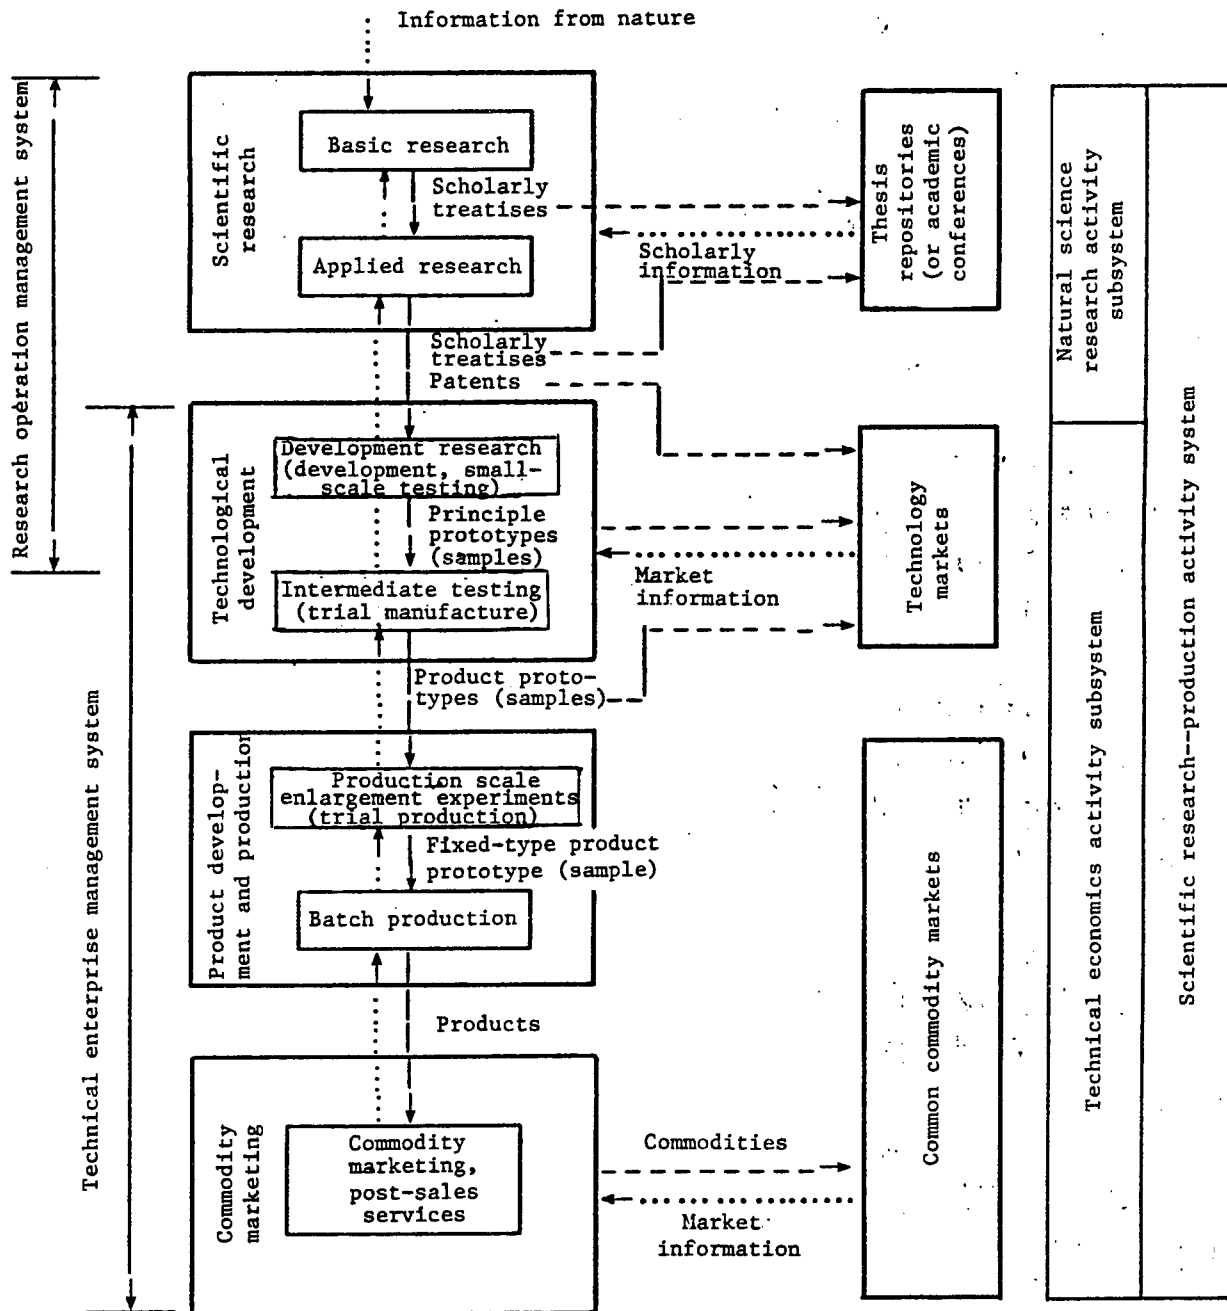 Information from nature
Research operation management system
Technical enterprise management system
Scientific
research
Basic research
Scholarly
treatises
Applied research
Scholarly
information
Thesis
repositories
(or academic
conferences)
Scholarly
treatises
Patents
Technological
development
Development research
(development, small-
scale testing)
Principle
prototypes
(samples)
Intermediate testing
(trial manufacture)
Market
information
Technology
markets
Product proto-
types (samples)
Product develop-
ment and production
Production scale
enlargement experiments
(trial production)
Fixed-type product
prototype (sample)
Batch production
Products
Commodity
marketing
Commodity
marketing,
post-sales
services
Commodities
Market
information
Common commodity markets
Natural science
research activity
subsystem
Technical economics activity subsystem
Scientific research--production activity system